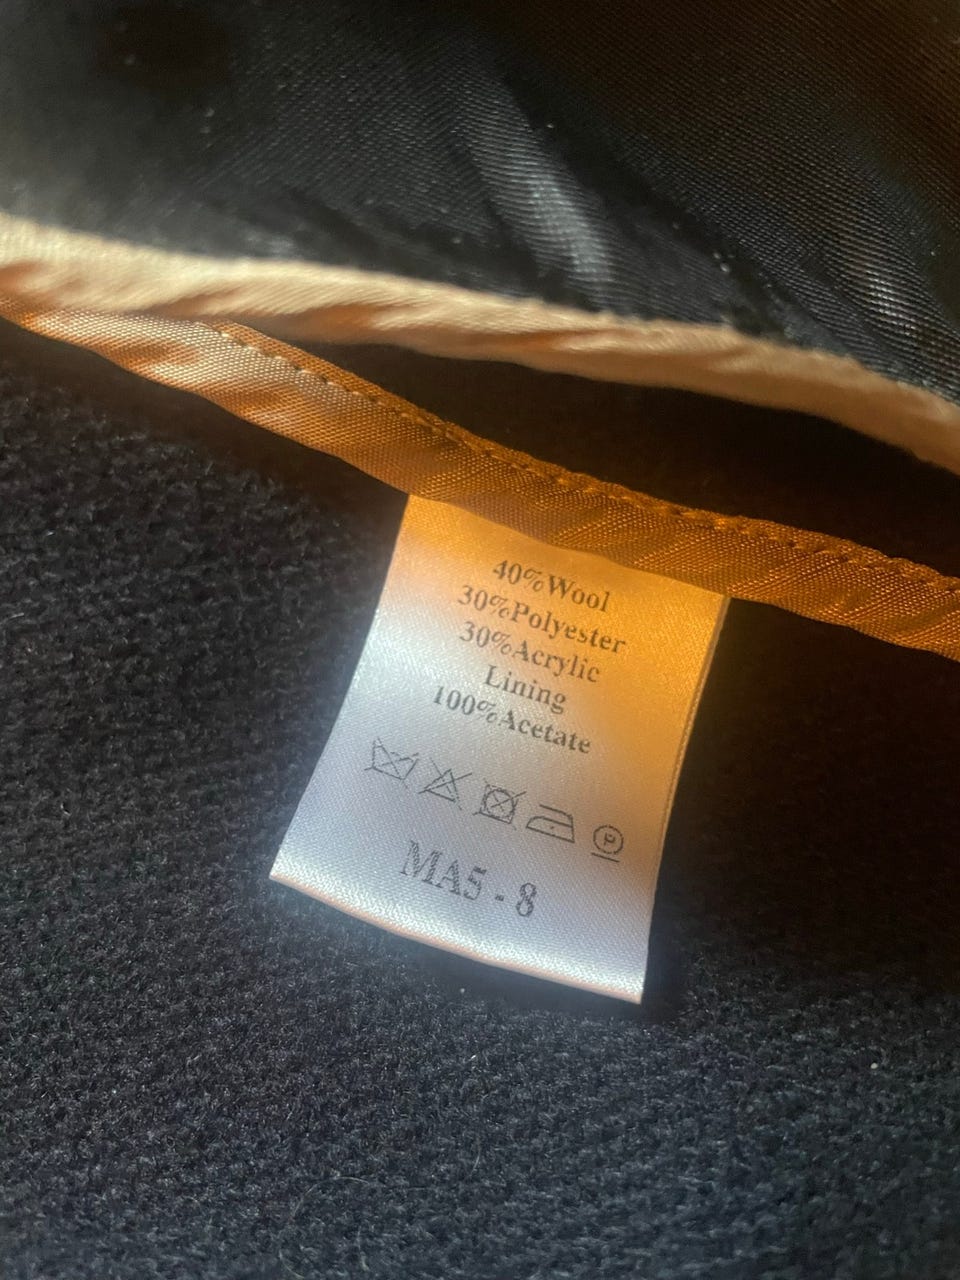 40%Wool
30%Polyester
30%Acrylic
Lining
100%Acetate
P
MA5 - 8